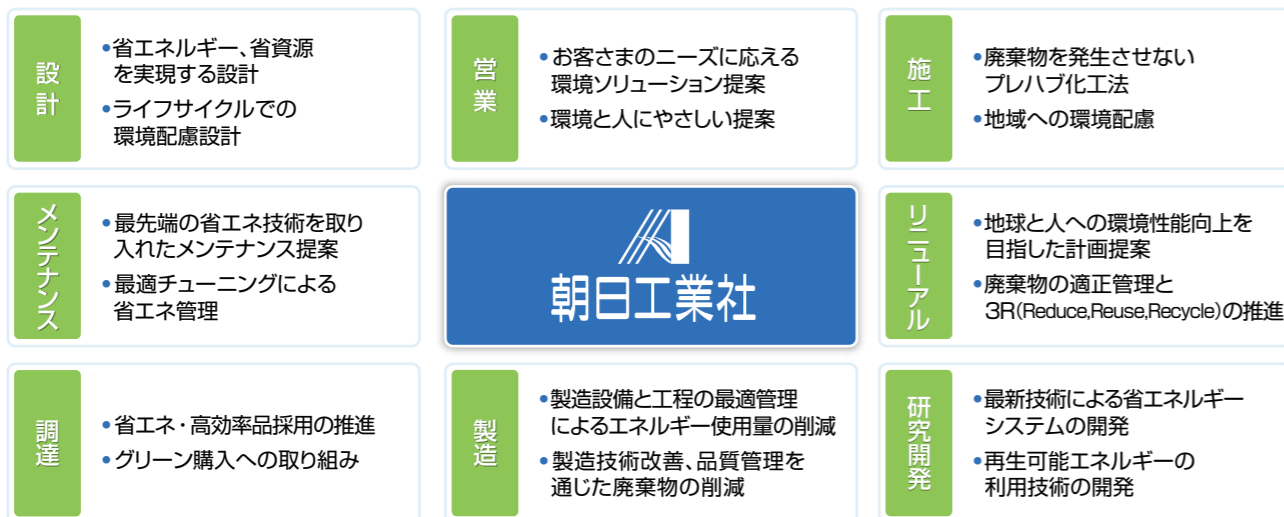 設計
•省エネルギー、省資源
を実現する設計
•ライフサイクルでの
環境配慮設計
営業
•お客さまのニーズに応える
環境ソリューション提案
•環境と人にやさしい提案
施工
•廃棄物を発生させない
プレハブ化工法
•地域への環境配慮
メンテナンス
•最先端の省エネ技術を取り
入れたメンテナンス提案
•最適チューニングによる
省エネ管理
朝日工業社
リニューアル
•地球と人への環境性能向上を
目指した計画提案
•廃棄物の適正管理と
3R(Reduce,Reuse,Recycle)の推進
調達
•省エネ・高効率品採用の推進
•グリーン購入への取り組み
製造
•製造設備と工程の最適管理
によるエネルギー使用量の削減
•製造技術改善、品質管理を
通じた廃棄物の削減
研究開発
•最新技術による省エネルギー
システムの開発
•再生可能エネルギーの
利用技術の開発